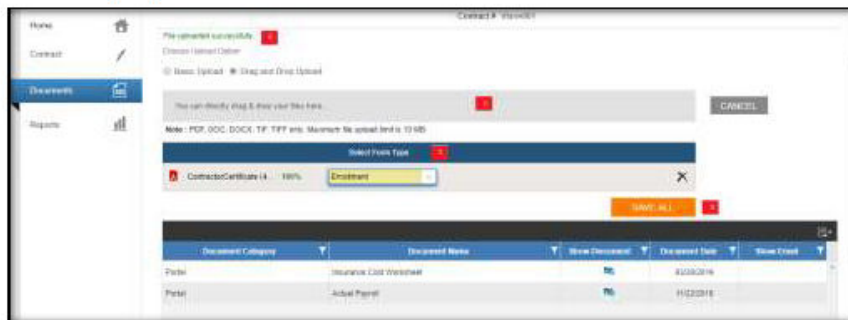 Contract #
Home
File uploaded successfully.
Contract
Choose Upload Option
Basic Upload Drag and Drop Upload
Documents
You can directly drag & drop your files here.
CANCEL
Reports
Note : PDF, DOC, DOCX, TIF, TIFF only. Maximum file upload limit is 10 MB
Select Form Type
ContractorCertificate (4... 100% Enrollment
SAVE ALL
Document Category Document Name Show Document Document Date Show Email
Portal Insurance Cost Worksheet
Portal Actual Payroll